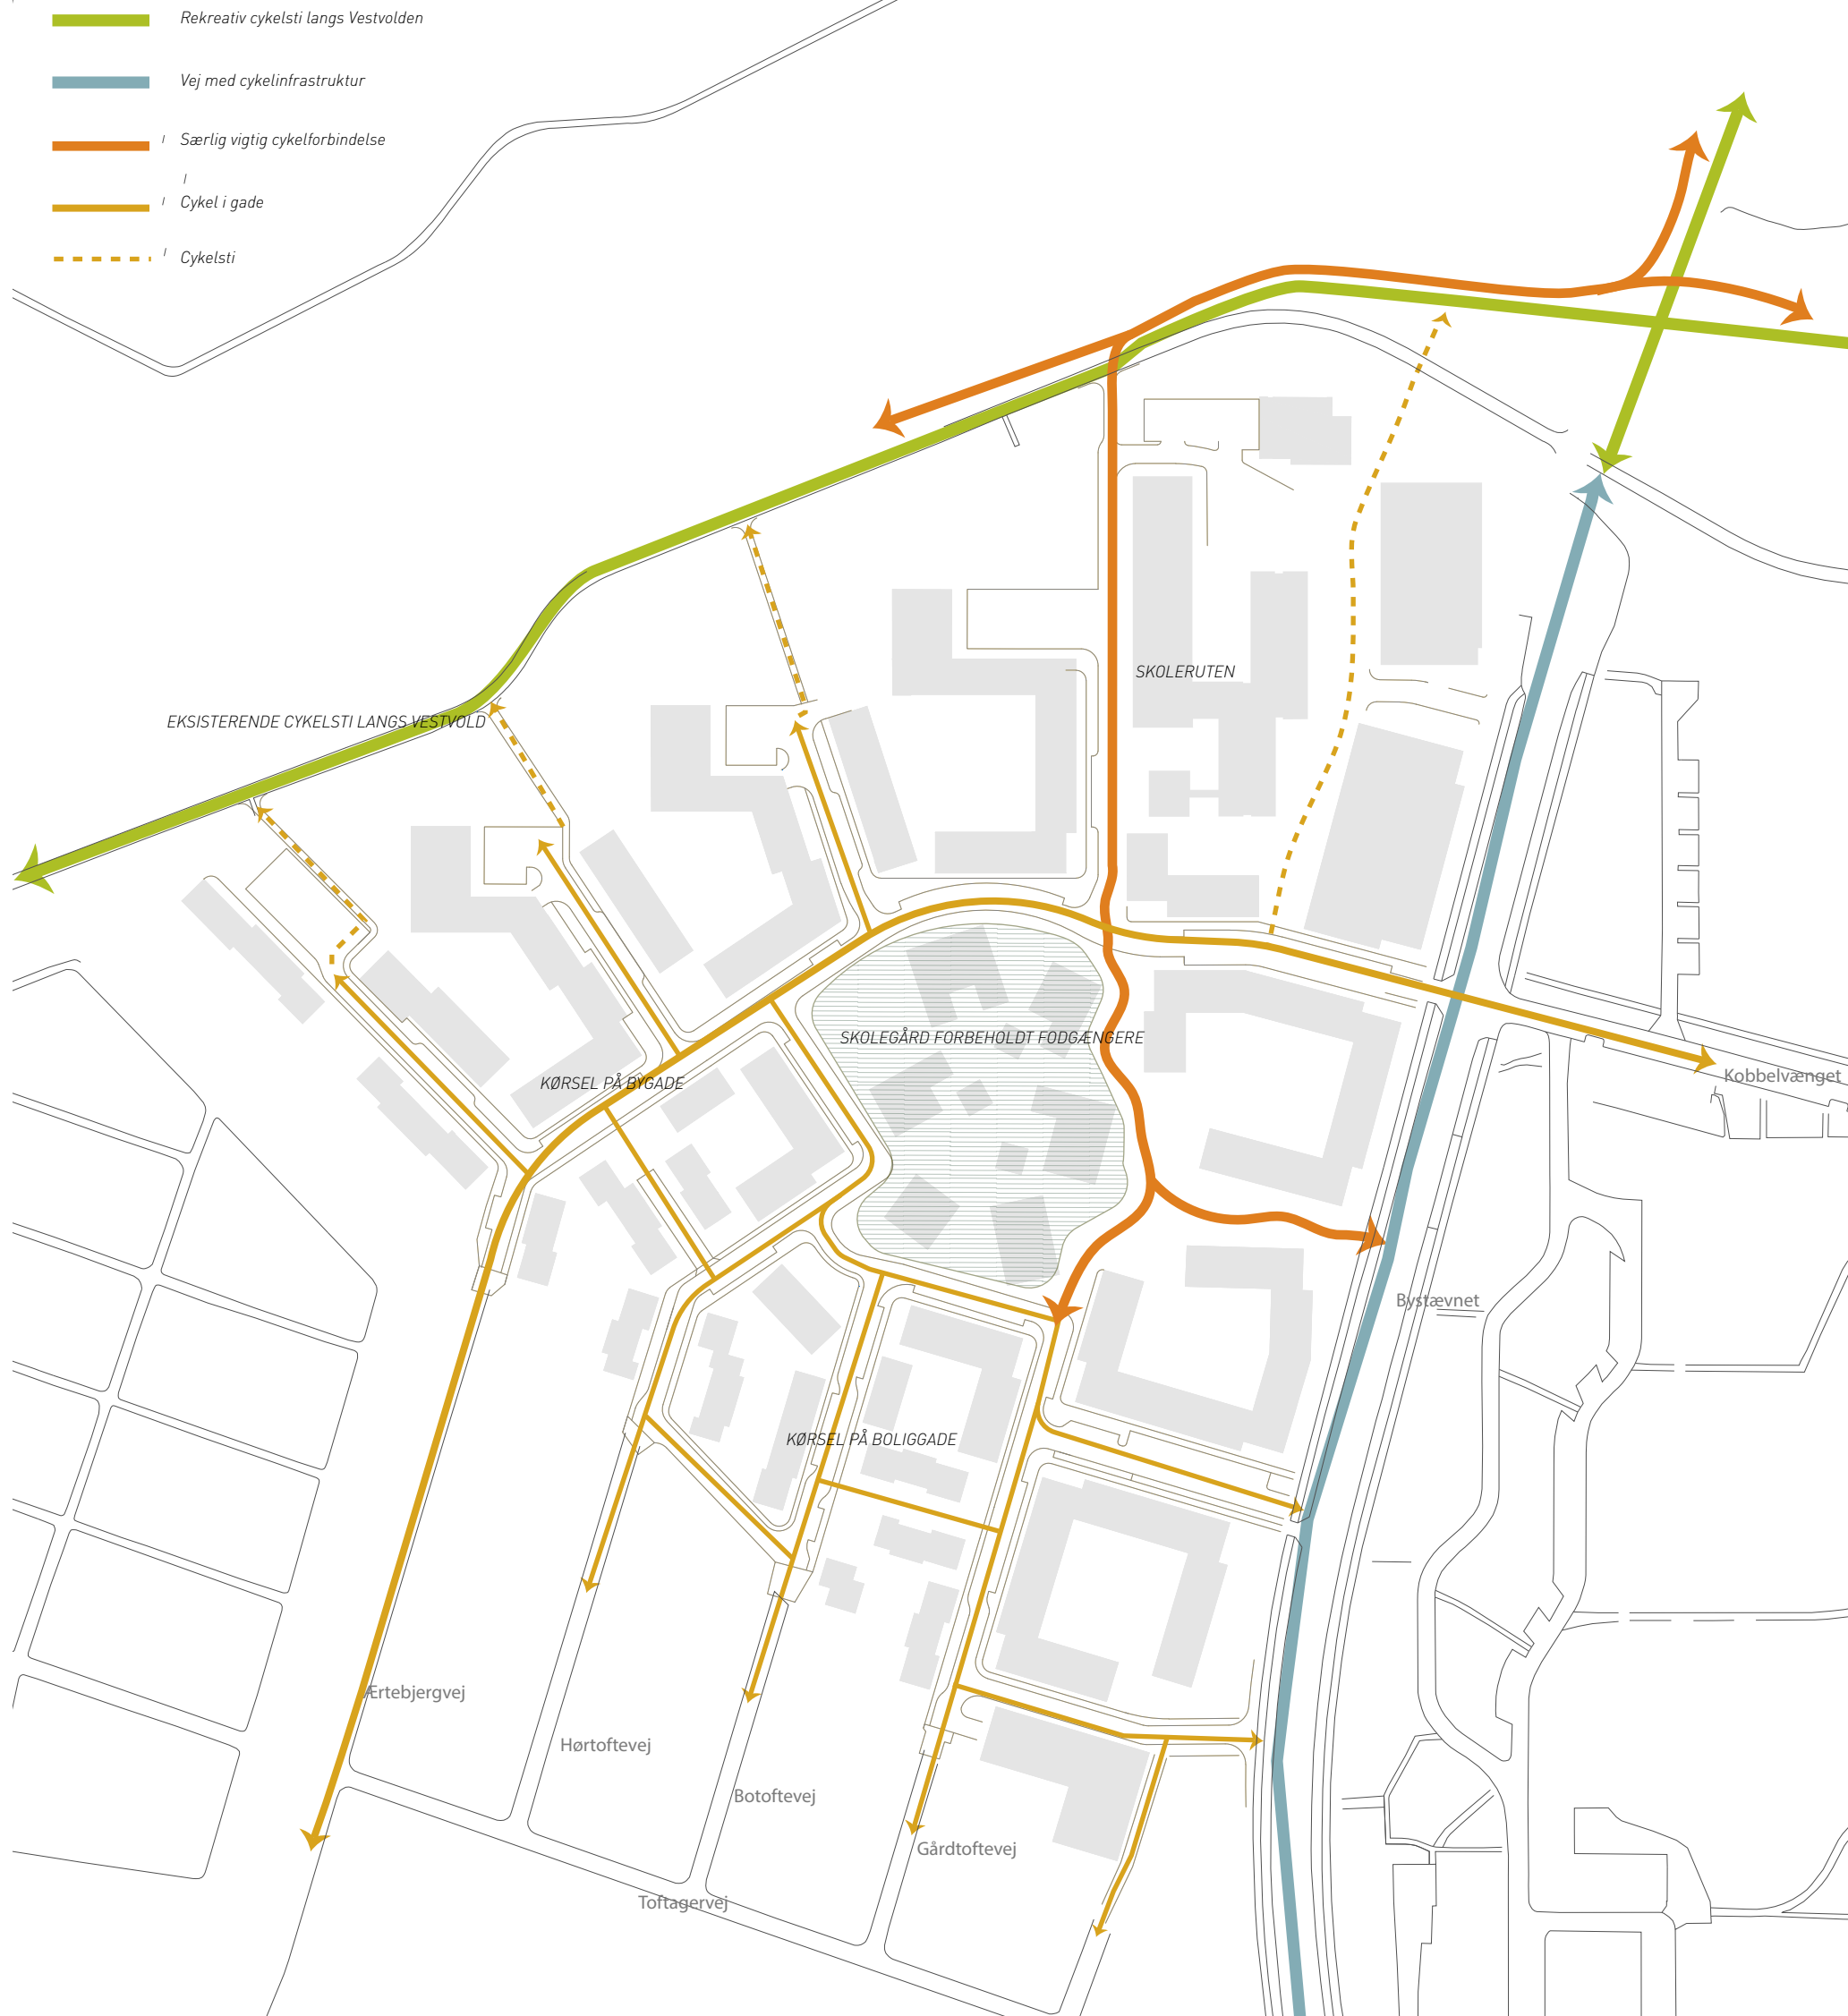 Rekreativ cykelsti langs Vestvolden
Vej med cykelinfrastruktur
Særlig vigtig cykelforbindelse
Cykel i gade
Cykelsti
SKOLERUTEN
EKSISTERENDE CYKELSTI LANGS VESTVOLD
SKOLEGÅRD FORBEHOLDT FODGÆNGERE
Kobbelvænget
KØRSEL PÅ BYGADE
Bystævnet
KØRSEL PÅ BOLIGGADE
Ærtebjergvej
Hørtoftevej
Botoftevej
Gårdtoftevej
Toftagervej